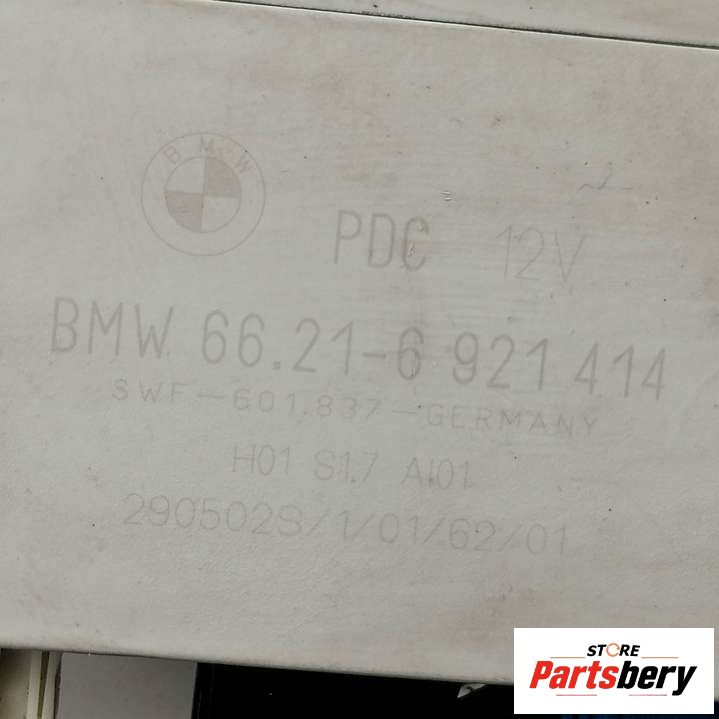 BMW
PDC 12V
BMW 66.21-6 921 414
SWF-601.837-GERMANY
H01 S1.7 AI01
290502S/1/01/62/01
STORE
Partsbery